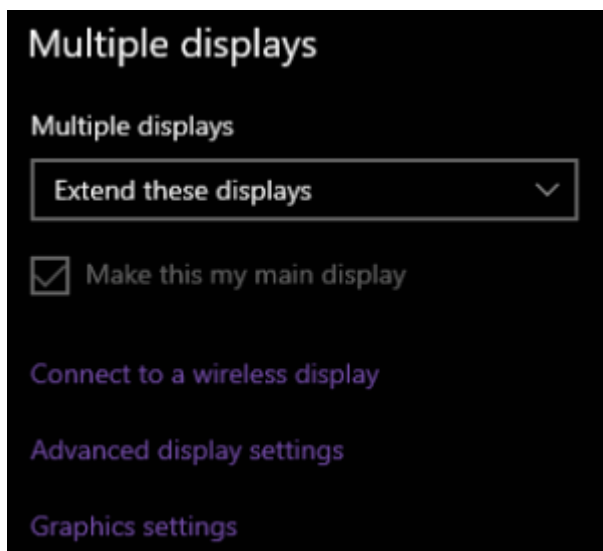 Multiple displays
Multiple displays
Extend these displays
Make this my main display
Connect to a wireless display
Advanced display settings
Graphics settings